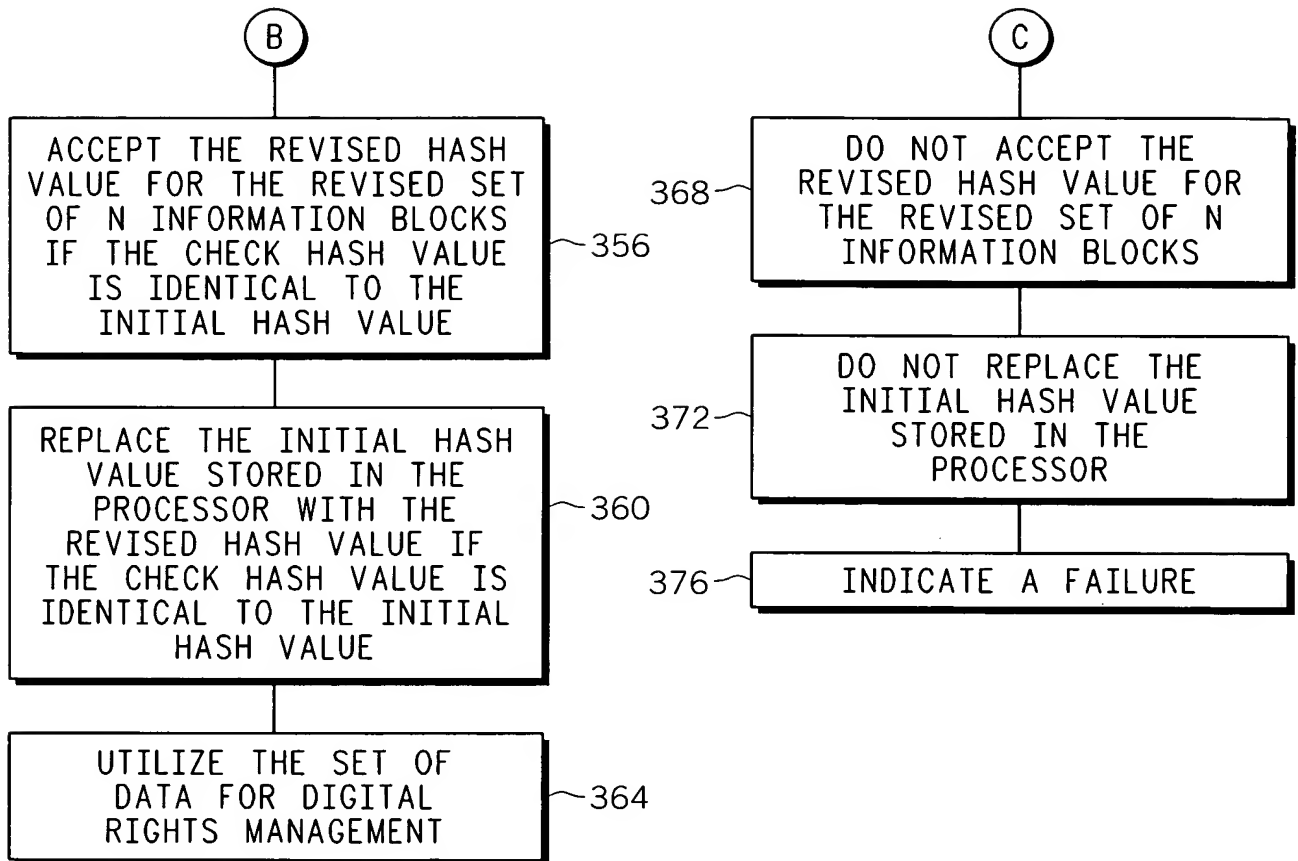 B
ACCEPT THE REVISED HASH
VALUE FOR THE REVISED SET
OF N INFORMATION BLOCKS
IF THE CHECK HASH VALUE
IS IDENTICAL TO THE
INITIAL HASH VALUE
356
REPLACE THE INITIAL HASH
VALUE STORED IN THE
PROCESSOR WITH THE
REVISED HASH VALUE IF
THE CHECK HASH VALUE IS
IDENTICAL TO THE INITIAL
HASH VALUE
360
UTILIZE THE SET OF
DATA FOR DIGITAL
RIGHTS MANAGEMENT
364
C
DO NOT ACCEPT THE
REVISED HASH VALUE FOR
THE REVISED SET OF N
INFORMATION BLOCKS
368
DO NOT REPLACE THE
INITIAL HASH VALUE
STORED IN THE
PROCESSOR
372
INDICATE A FAILURE
376